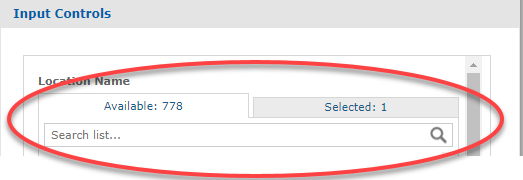 Input Controls
Location Name
Available: 778
Selected: 1
Search list...